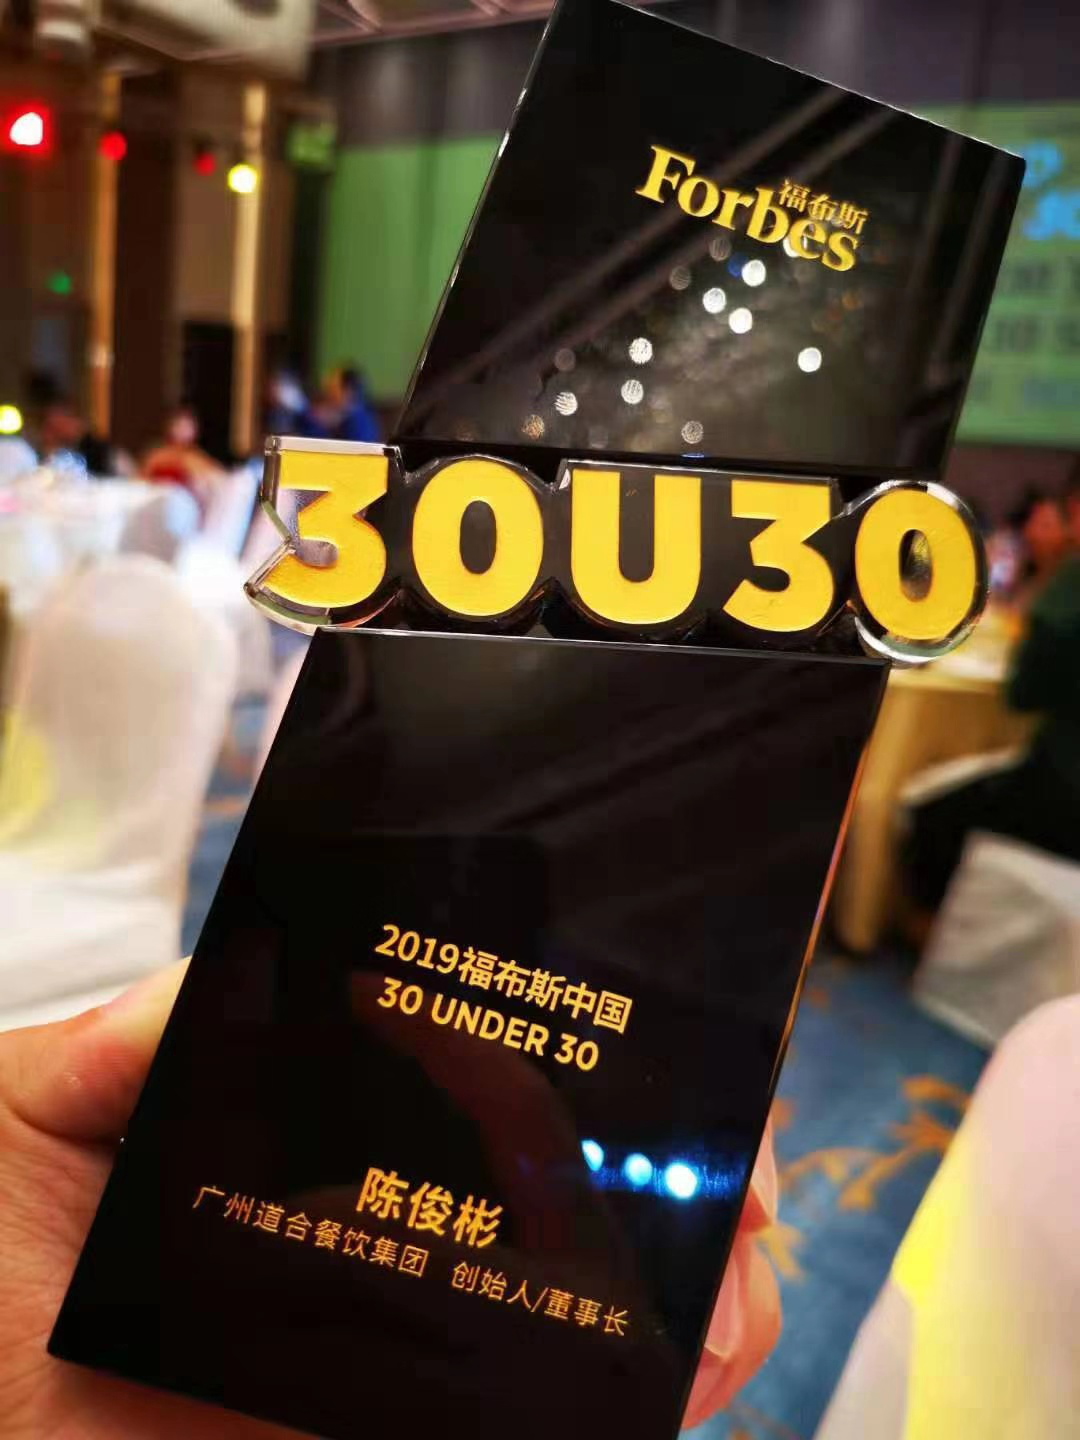 福布斯
Forbes
30U30
2019福布斯中国
30 UNDER 30
陈俊彬
广州道合餐饮集团 创始人/董事长